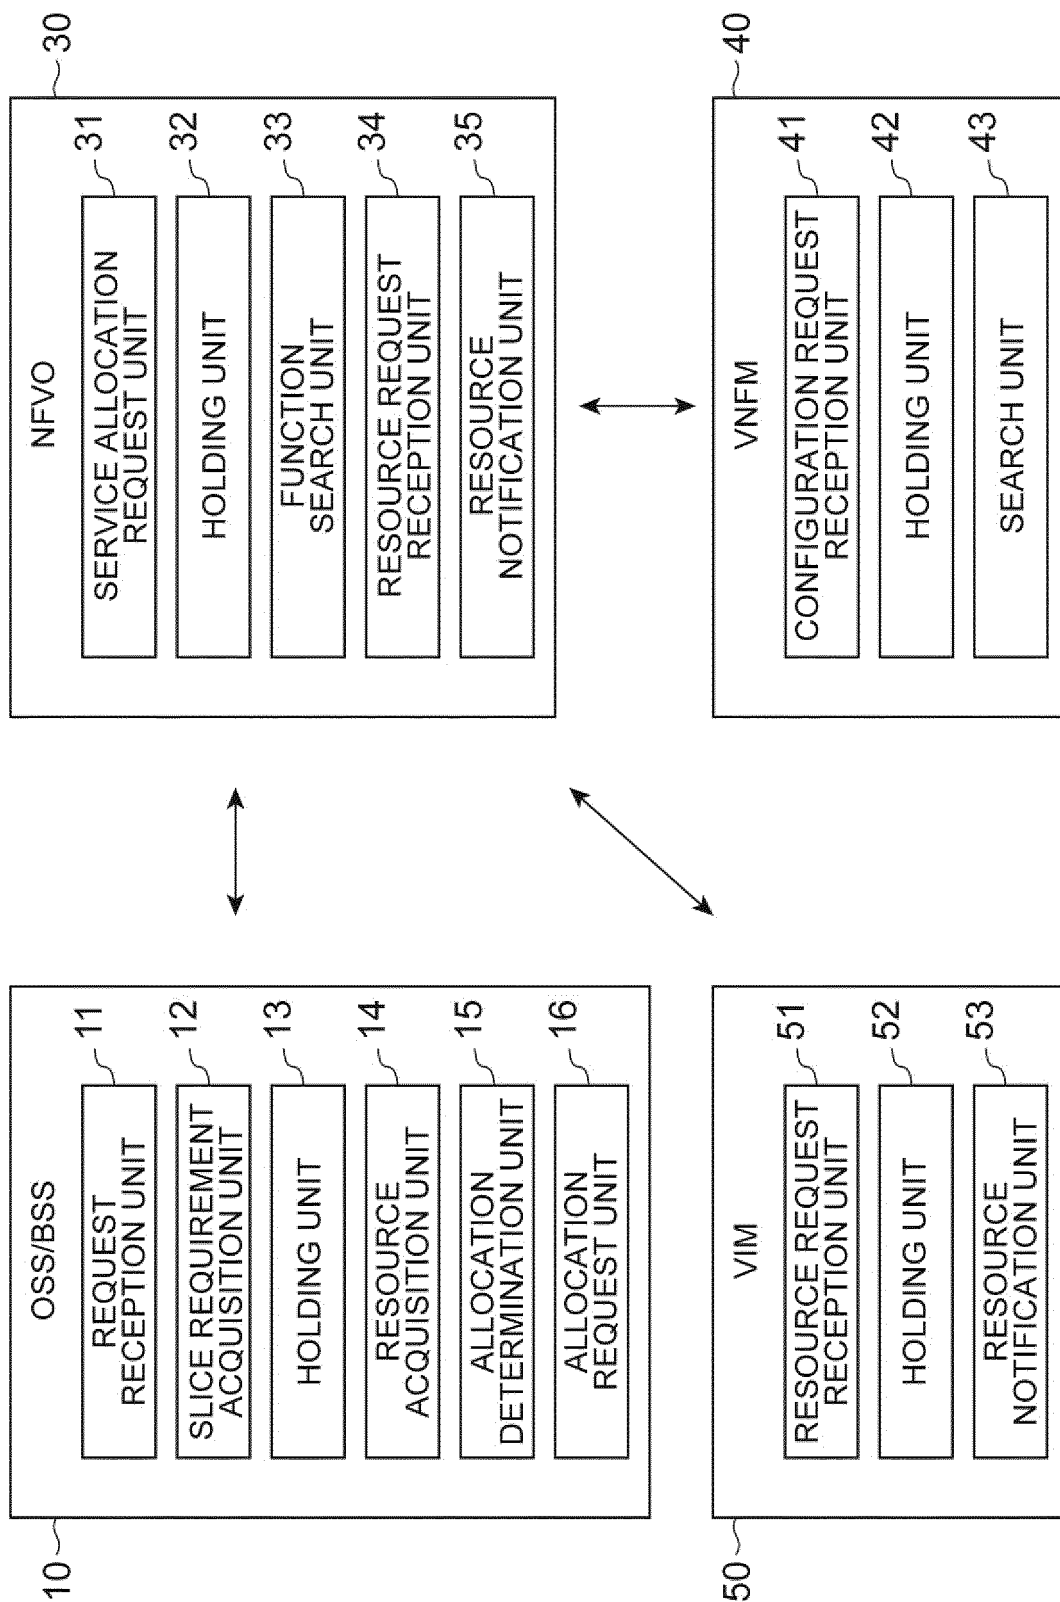 10
OSS/BSS
REQUEST
RECEPTION UNIT
11
SLICE REQUIREMENT
ACQUISITION UNIT
12
HOLDING UNIT
13
RESOURCE
ACQUISITION UNIT
14
ALLOCATION
DETERMINATION UNIT
15
ALLOCATION
REQUEST UNIT
16
30
NFVO
SERVICE ALLOCATION
REQUEST UNIT
31
HOLDING UNIT
32
FUNCTION
SEARCH UNIT
33
RESOURCE REQUEST
RECEPTION UNIT
34
RESOURCE
NOTIFICATION UNIT
35
50
VIM
RESOURCE REQUEST
RECEPTION UNIT
51
HOLDING UNIT
52
RESOURCE
NOTIFICATION UNIT
53
40
VNFM
CONFIGURATION REQUEST
RECEPTION UNIT
41
HOLDING UNIT
42
SEARCH UNIT
43